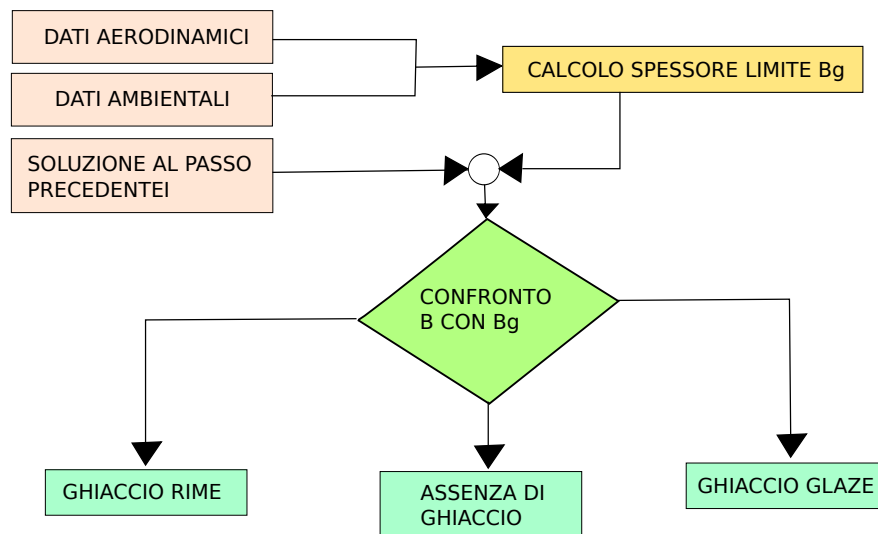 DATI AERODINAMICI
CALCOLO SPESSORE LIMITE Bg
DATI AMBIENTALI
SOLUZIONE AL PASSO
PRECEDENTEI
CONFRONTO
B CON Bg
GHIACCIO RIME
ASSENZA DI
GHIACCIO
GHIACCIO GLAZE